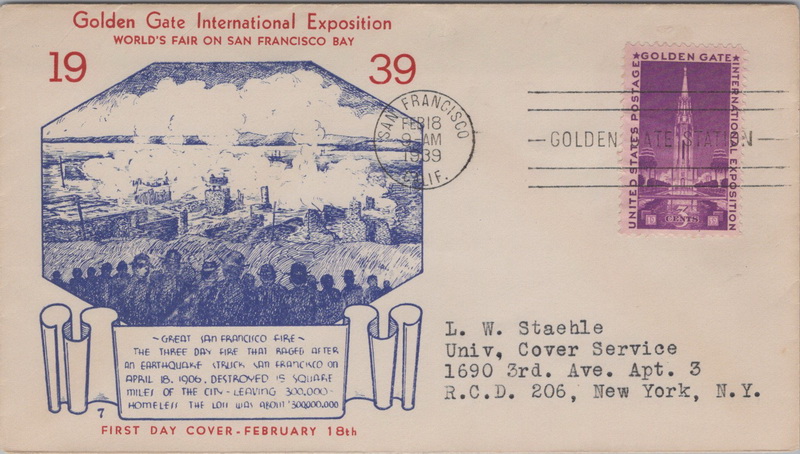 Golden Gate International Exposition
WORLD'S FAIR ON SAN FRANCISCO BAY
19 39
SAN FRANCISCO
FEB 18
9 AM
1939
CALIF.
GOLDEN GATE STATION
★GOLDEN GATE★
UNITED STATES POSTAGE
INTERNATIONAL EXPOSITION
3
CENTS
~GREAT SAN FRANCISCO FIRE~
THE THREE DAY FIRE THAT RAGED AFTER
AN EARTHQUAKE STRUCK SAN FRANCISCO ON
APRIL 18, 1906, DESTROYED 15 SQUARE
MILES OF THE CITY - LEAVING 300,000 -
HOMELESS THE LOSS WAS ABOUT $300,000,000
7
FIRST DAY COVER - FEBRUARY 18th
L. W. Staehle
Univ, Cover Service
1690 3rd. Ave. Apt. 3
R.C.D. 206, New York, N.Y.